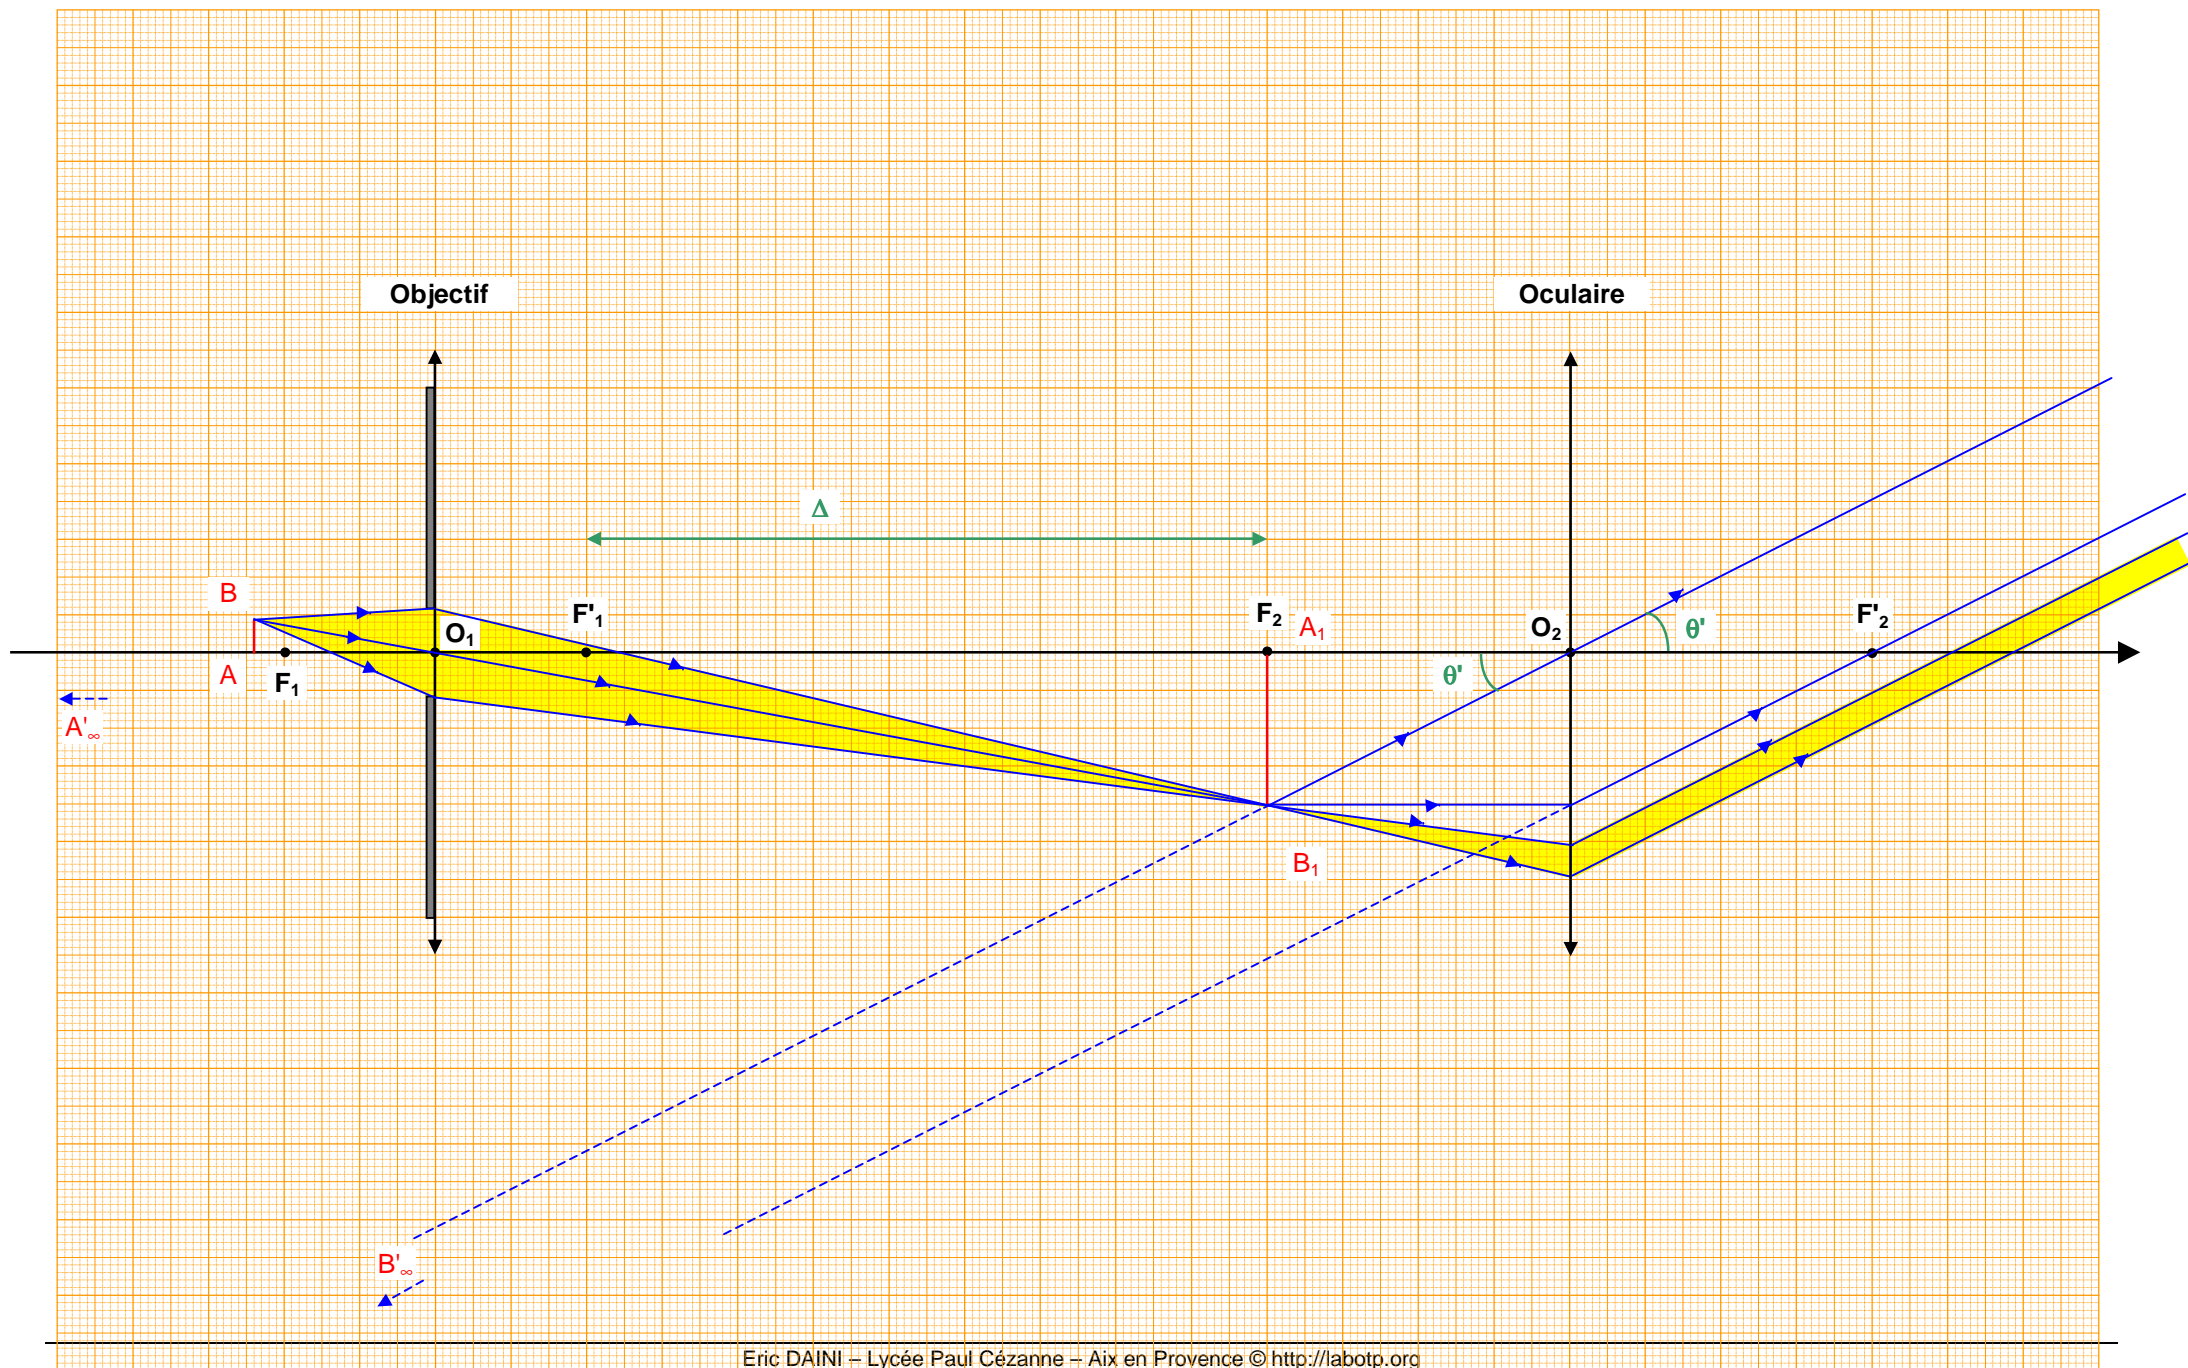 Objectif
Oculaire
Δ
B
F'₁
F₂
A₁
O₂
θ'
F'₂
O₁
A
F₁
θ'
A'∞
B₁
B'∞
Eric DAINI – Lycée Paul Cézanne – Aix en Provence © http://labotp.org